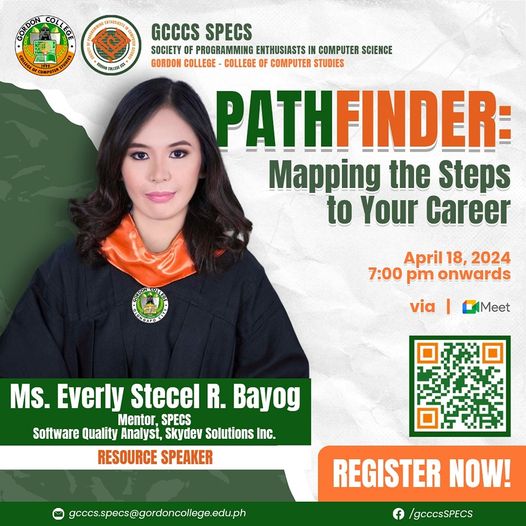 GCCCS SPECS
SOCIETY OF PROGRAMMING ENTHUSIASTS IN COMPUTER SCIENCE
GORDON COLLEGE - COLLEGE OF COMPUTER STUDIES
GORDON COLLEGE
COLLEGE OF COMPUTER STUDIES
PATHFINDER:
Mapping the Steps
to Your Career
April 18, 2024
7:00 pm onwards
via | Meet
GORDON COLLEGE
Ms. Everly Stecel R. Bayog
Mentor, SPECS
Software Quality Analyst, Skydev Solutions Inc.
RESOURCE SPEAKER
REGISTER NOW!
gcccs.specs@gordoncollege.edu.ph
/gcccsSPECS